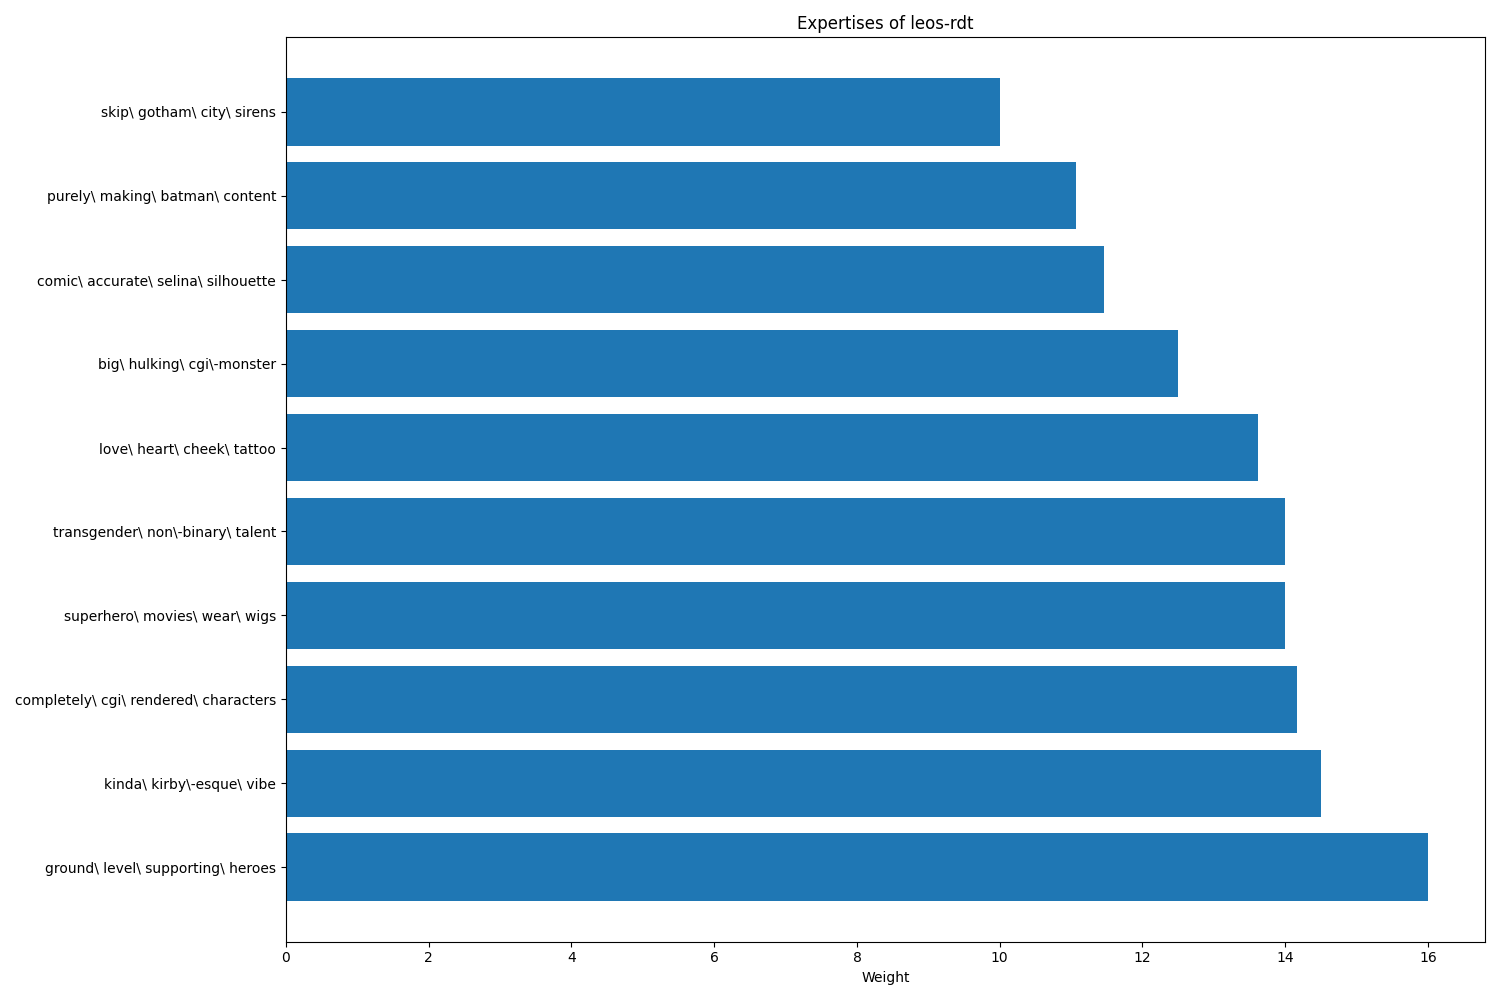 Expertises of leos-rdt
skip\ gotham\ city\ sirens
purely\ making\ batman\ content
comic\ accurate\ selina\ silhouette
big\ hulking\ cgi\-monster
love\ heart\ cheek\ tattoo
transgender\ non\-binary\ talent
superhero\ movies\ wear\ wigs
completely\ cgi\ rendered\ characters
kinda\ kirby\-esque\ vibe
ground\ level\ supporting\ heroes
0 2 4 6 8 10 12 14 16
Weight